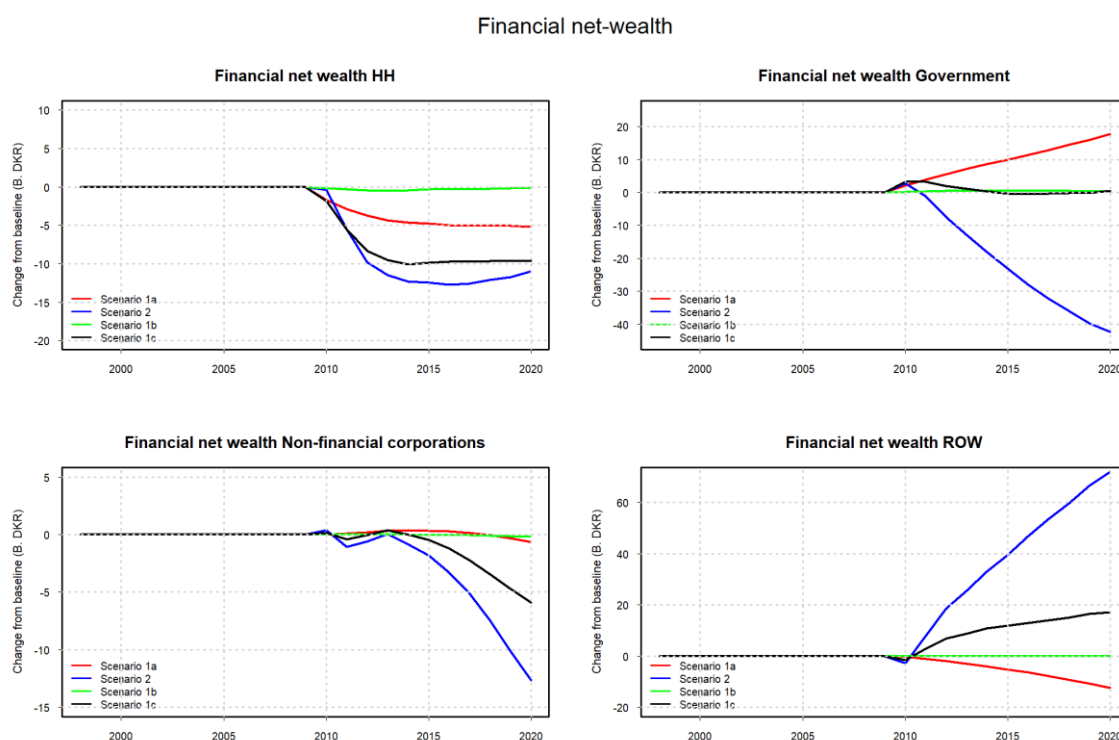 Financial net-wealth
Financial net wealth HH
Change from baseline (B. DKR)
10
0
-5
-10
-15
-20
5
Scenario 1a
Scenario 2
Scenario 1b
Scenario 1c
2000
2005
2010
2015
2020
Financial net wealth Government
Change from baseline (B. DKR)
20
10
0
-10
-20
-30
-40
Scenario 1a
Scenario 2
Scenario 1b
Scenario 1c
2000
2005
2010
2015
2020
Financial net wealth Non-financial corporations
Change from baseline (B. DKR)
5
0
-5
-10
-15
Scenario 1a
Scenario 2
Scenario 1b
Scenario 1c
2000
2005
2010
2015
2020
Financial net wealth ROW
Change from baseline (B. DKR)
60
40
20
0
-20
Scenario 1a
Scenario 2
Scenario 1b
Scenario 1c
2000
2005
2010
2015
2020